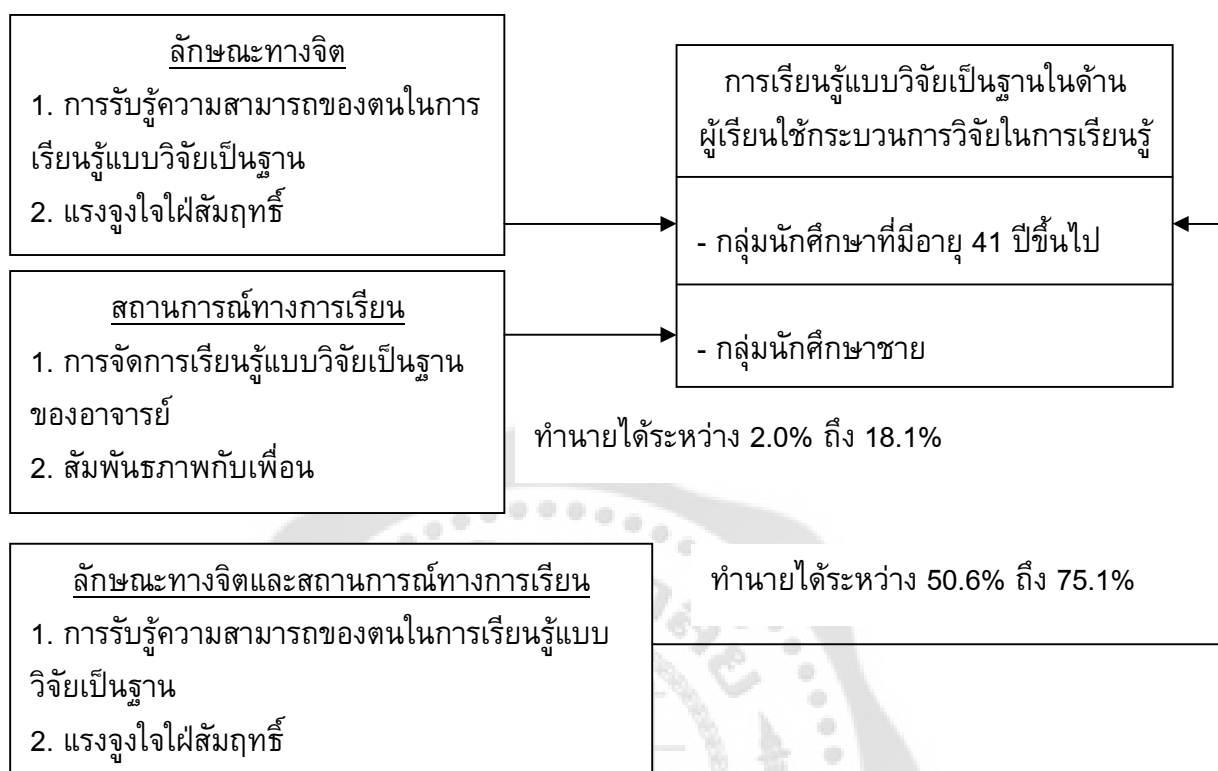 ลักษณะทางจิต
1. การรับรู้ความสามารถของตนในการ
เรียนรู้แบบวิจัยเป็นฐาน
2. แรงจูงใจใฝ่สัมฤทธิ์
สถานการณ์ทางการเรียน
1. การจัดการเรียนรู้แบบวิจัยเป็นฐาน
ของอาจารย์
2. สัมพันธภาพกับเพื่อน
การเรียนรู้แบบวิจัยเป็นฐานในด้าน
ผู้เรียนใช้กระบวนการวิจัยในการเรียนรู้
- กลุ่มนักศึกษาที่มีอายุ 41 ปีขึ้นไป
- กลุ่มนักศึกษาชาย
ทำนายได้ระหว่าง 2.0% ถึง 18.1%
ลักษณะทางจิตและสถานการณ์ทางการเรียน
1. การรับรู้ความสามารถของตนในการเรียนรู้แบบ
วิจัยเป็นฐาน
2. แรงจูงใจใฝ่สัมฤทธิ์
ทำนายได้ระหว่าง 50.6% ถึง 75.1%